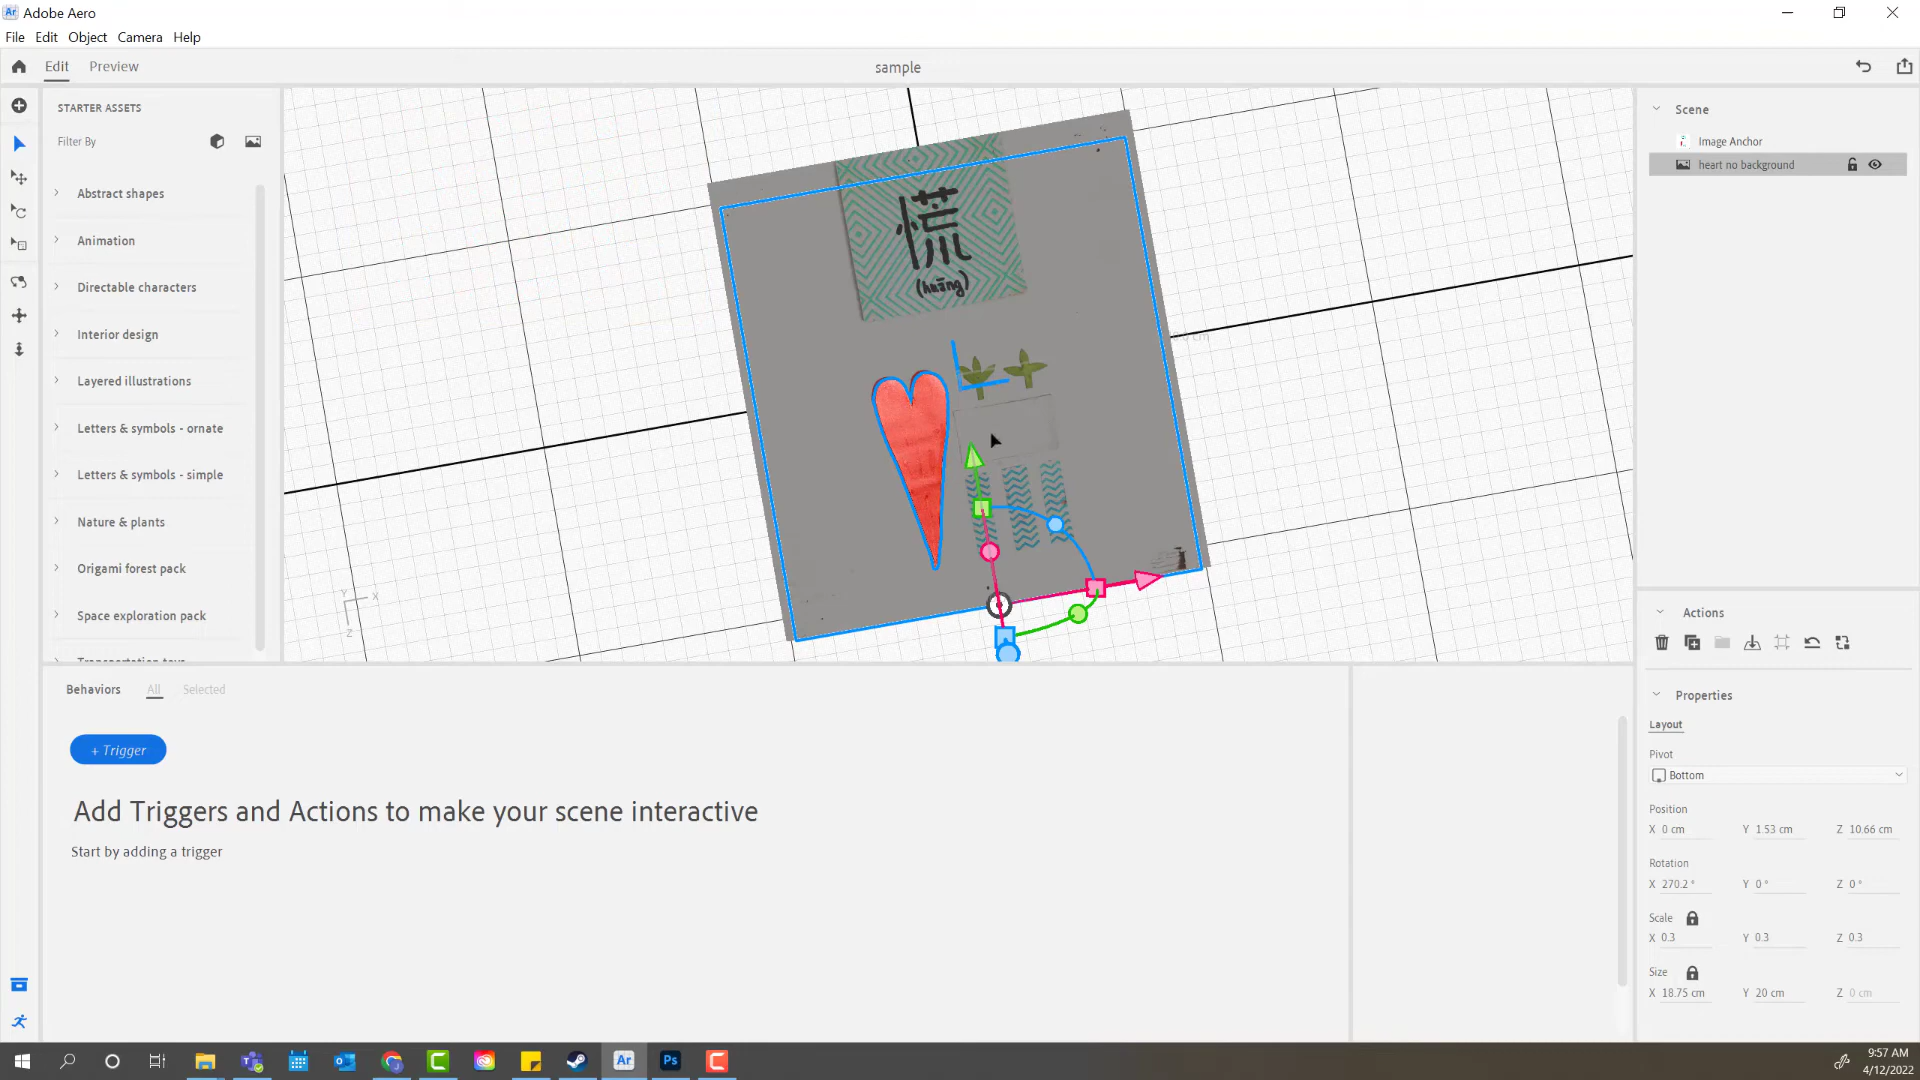 Adobe Aero
File Edit Object Camera Help
Edit Preview sample
STARTER ASSETS
Filter By
Abstract shapes
Animation
Directable characters
Interior design
Layered illustrations
Letters & symbols - ornate
Letters & symbols - simple
Nature & plants
Origami forest pack
Space exploration pack
慌
(huāng)
Y X
Z
Scene
Image Anchor
heart no background
Actions
Properties
Layout
Pivot
Bottom
Position
X 0 cm Y 1.53 cm Z 10.66 cm
Rotation
X 270.2 ° Y 0 ° Z 0 °
Scale
X 0.3 Y 0.3 Z 0.3
Size
X 18.75 cm Y 20 cm Z 0 cm
Behaviors All Selected
+ Trigger
Add Triggers and Actions to make your scene interactive
Start by adding a trigger
Ar Ps
9:57 AM
4/12/2022